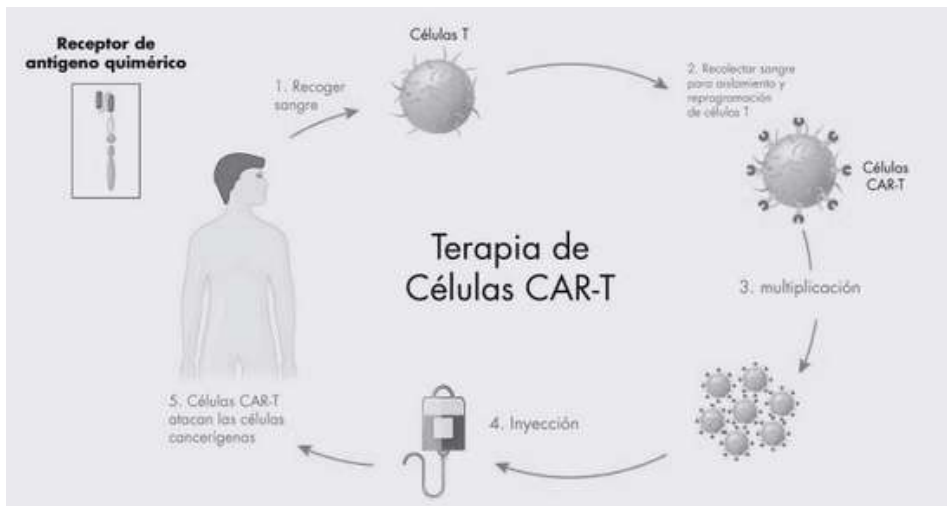 Receptor de
antígeno quimérico
Células T
1. Recoger
sangre
2. Recolectar sangre
para aislamiento y
reprogramación
de células T
Células
CAR-T
Terapia de
Células CAR-T
3. multiplicación
4. Inyección
5. Células CAR-T
atacan las células
cancerígenas